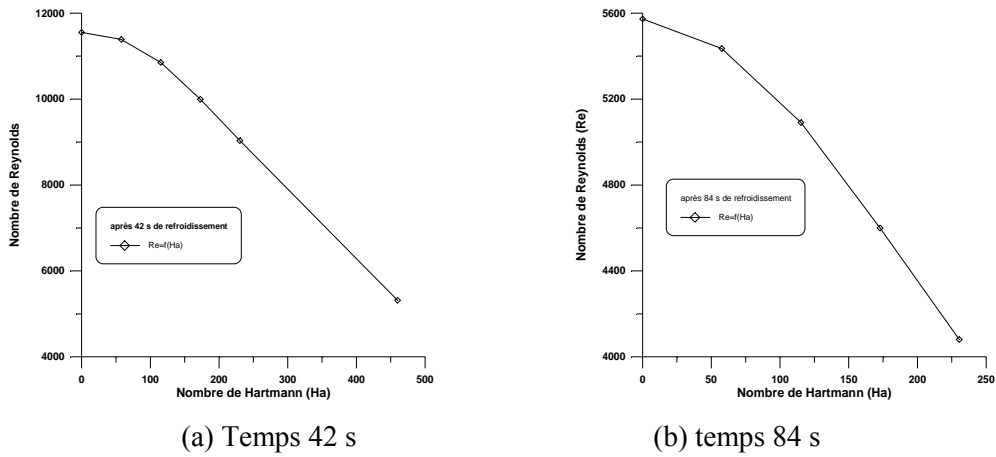 12000
10000
8000
6000
4000
0
100
200
300
400
500
Nombre de Reynolds
Nombre de Hartmann (Ha)
après 42 s de refroidissement
Re=f(Ha)
(a) Temps 42 s
5600
5200
4800
4400
4000
0
50
100
150
200
250
Nombre de Reynolds (Re)
Nombre de Hartmann (Ha)
après 84 s de refroidissement
Re=f(Ha)
(b) temps 84 s